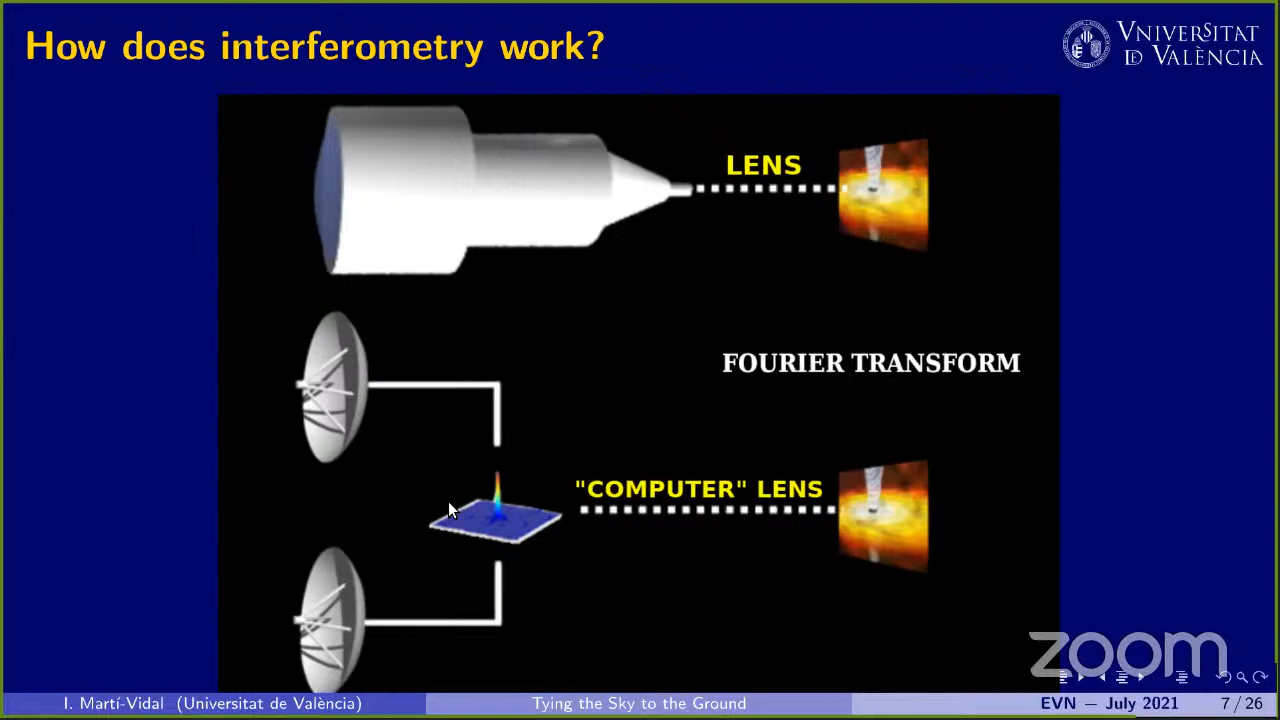 How does interferometry work?
VNIVERSITAT
DE VALÈNCIA
LENS
FOURIER TRANSFORM
"COMPUTER" LENS
zoom
I. Martí-Vidal (Universitat de València)
Tying the Sky to the Ground
EVN — July 2021
7 / 26